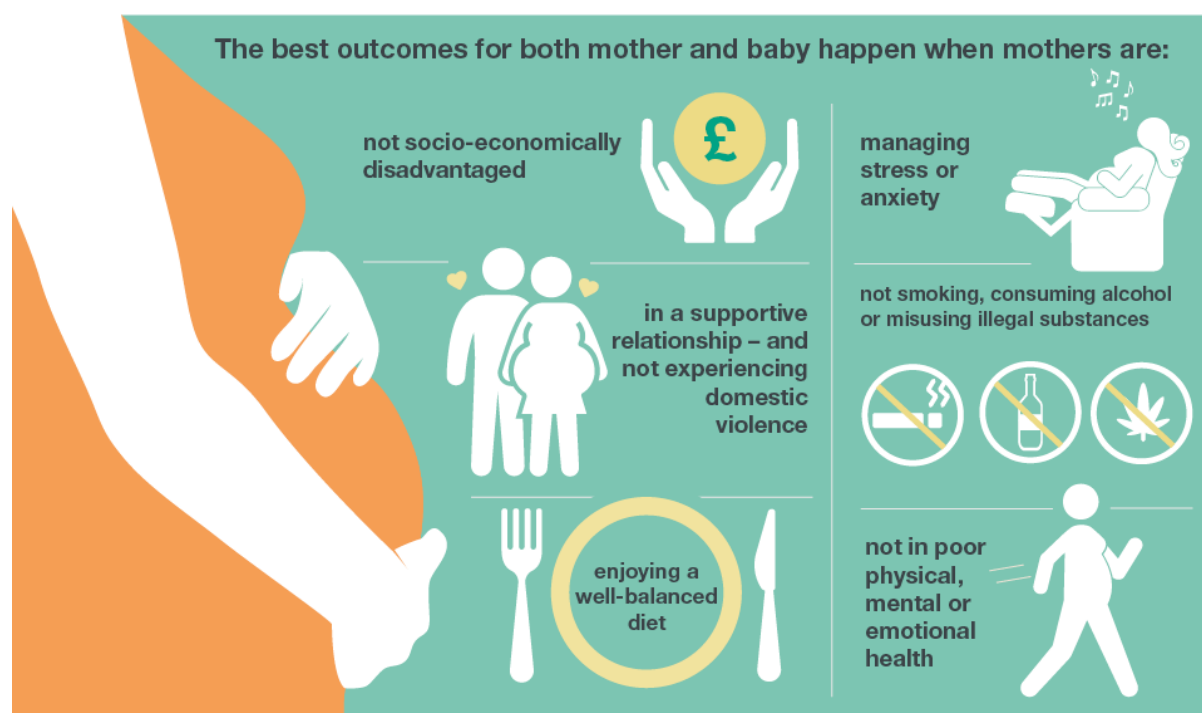 The best outcomes for both mother and baby happen when mothers are:
not socio-economically
disadvantaged
£
in a supportive
relationship – and
not experiencing
domestic
violence
enjoying a
well-balanced
diet
managing
stress or
anxiety
not smoking, consuming alcohol
or misusing illegal substances
not in poor
physical,
mental or
emotional
health